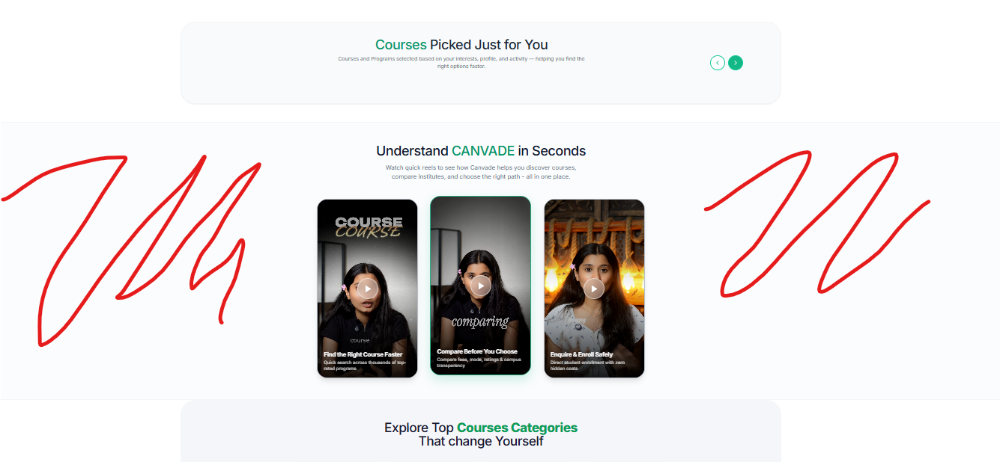 Courses Picked Just for You
Courses and Programs selected based on your interests, profile, and activity — helping you find the
right options faster.
Understand CANVADE in Seconds
Watch quick reels to see how Canvade helps you discover courses,
compare institutes, and choose the right path - all in one place.
COURSE
COURSE
course
Find the Right Course Faster
Quick search across thousands of top-
rated programs
comparing
Compare Before You Choose
Compare fees, mode, ratings & campus
transparency
Enquire & Enroll Safely
Direct student enrollment with zero
hidden costs
Explore Top Courses Categories
That change Yourself